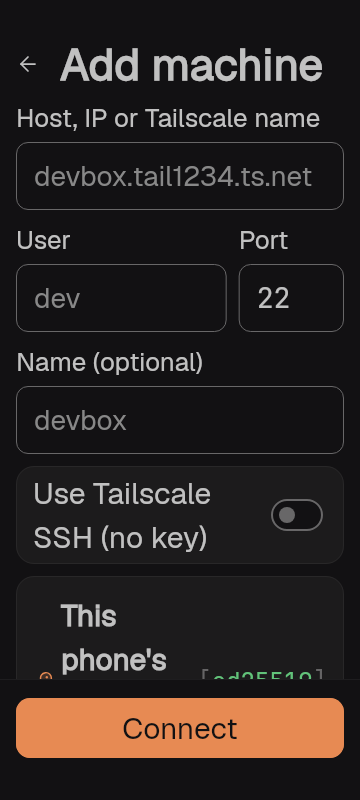 Add machine
Host, IP or Tailscale name
devbox.tail1234.ts.net
User
Port
dev
22
Name (optional)
devbox
Use Tailscale
SSH (no key)
This
phone's
[ed25519]
Connect